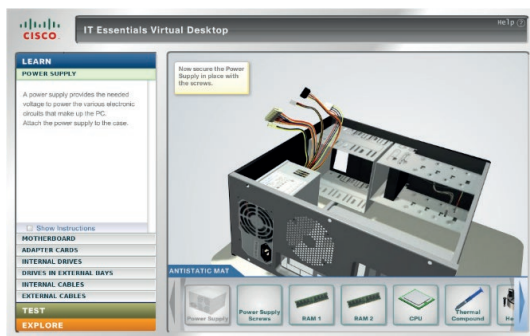 CISCO
IT Essentials Virtual Desktop
Help
LEARN
POWER SUPPLY
A power supply provides the needed
voltage to power the various electronic
circuits that make up the PC.
Attach the power supply to the case.
Show Instructions
MOTHERBOARD
ADAPTER CARDS
INTERNAL DRIVES
DRIVES IN EXTERNAL BAYS
INTERNAL CABLES
EXTERNAL CABLES
TEST
EXPLORE
Now secure the Power
Supply in place with
the screws.
ANTISTATIC MAT
Power Supply
Power Supply
Screws
RAM 1
RAM 2
CPU
Thermal
Compound